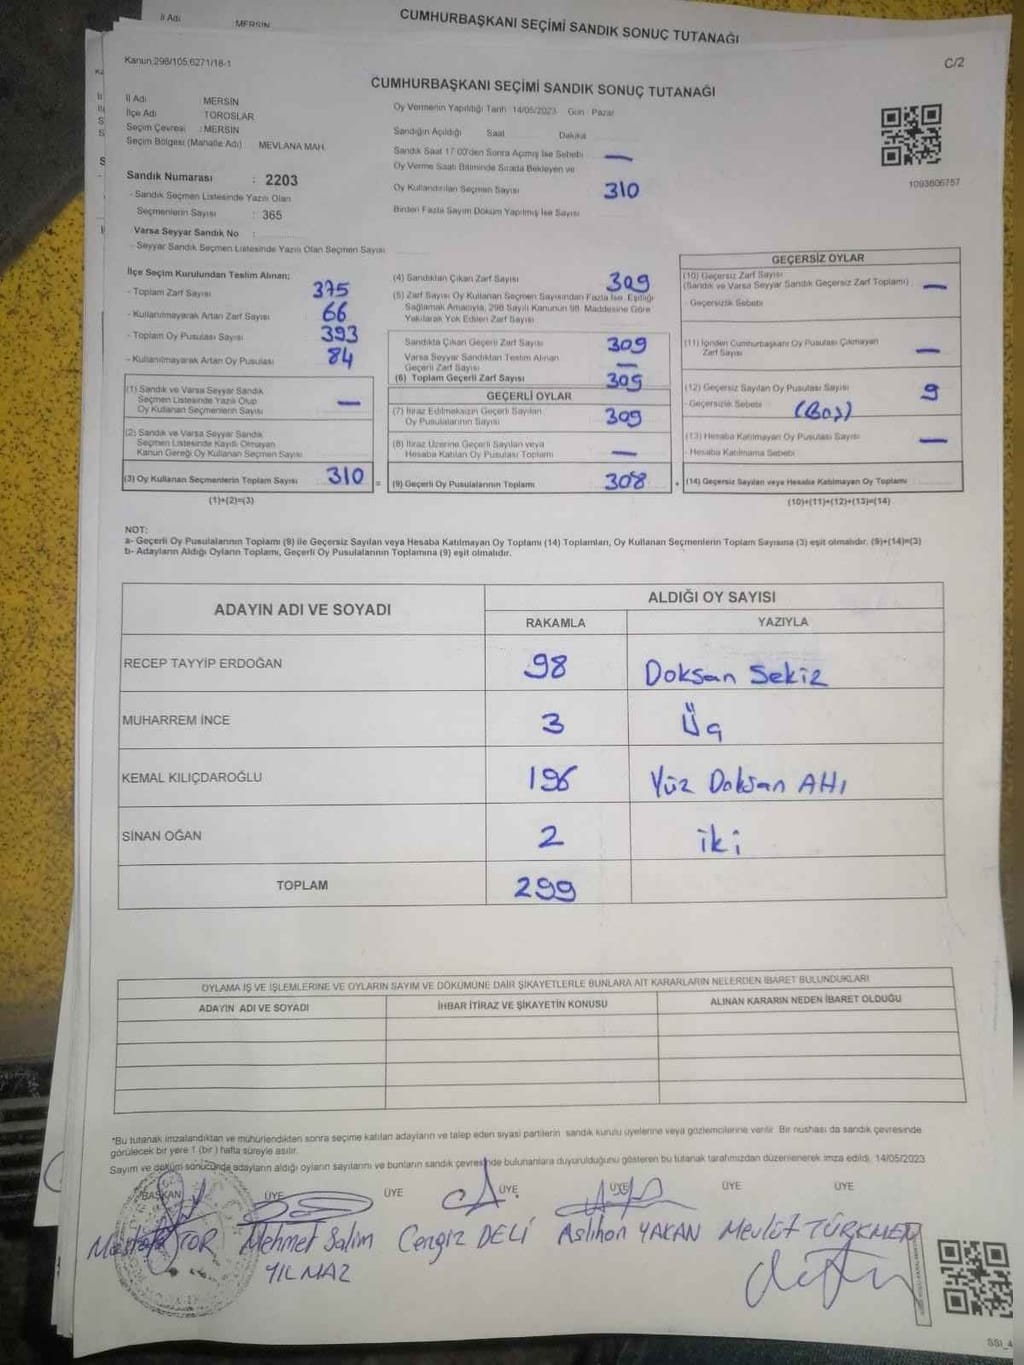 İl Adı : MERSİN
CUMHURBAŞKANI SEÇİMİ SANDIK SONUÇ TUTANAĞI
Kanun,298/105,6271/18-1
C/2
CUMHURBAŞKANI SEÇİMİ SANDIK SONUÇ TUTANAĞI
İl Adı : MERSİN
İlçe Adı : TOROSLAR
Seçim Çevresi : MERSİN
Seçim Bölgesi (Mahalle Adı) : MEVLANA MAH.
Sandık Numarası : 2203
- Sandık Seçmen Listesinde Yazılı Olan
Seçmenlerin Sayısı : 365
Varsa Seyyar Sandık No :
- Seyyar Sandık Seçmen Listesinde Yazılı Olan Seçmen Sayısı
Oy Vermenin Yapıldığı Tarih 14/05/2023 Gün : Pazar
Sandığın Açıldığı Saat Dakika
Sandık Saat 17:00'den Sonra Açılmış İse Sebebi —
Oy Verme Saati Bitiminde Sırada Bekleyen ve
Oy Kullandırılan Seçmen Sayısı 310
Birden Fazla Sayım Döküm Yapılmış İse Sayısı
1093606757
İlçe Seçim Kurulundan Teslim Alınan;
- Toplam Zarf Sayısı 375
- Kullanılmayarak Artan Zarf Sayısı 66
- Toplam Oy Pusulası Sayısı 393
- Kullanılmayarak Artan Oy Pusulası 84
(1) Sandık ve Varsa Seyyar Sandık
Seçmen Listesinde Yazılı Olup
Oy Kullanan Seçmenlerin Sayısı —
(2) Sandık ve Varsa Seyyar Sandık
Seçmen Listesinde Kayıtlı Olmayan
Kanun Gereği Oy Kullanan Seçmen Sayısı
(3) Oy Kullanan Seçmenlerin Toplam Sayısı 310 =
(1)+(2)=(3)
(4) Sandıktan Çıkan Zarf Sayısı 309
(5) Zarf Sayısı Oy Kullanan Seçmen Sayısından Fazla İse, Eşitliği
Sağlamak Amacıyla, 298 Sayılı Kanunun 98. Maddesine Göre
Yakılarak Yok Edilen Zarf Sayısı
Sandıkta Çıkan Geçerli Zarf Sayısı 309
Varsa Seyyar Sandıktan Teslim Alınan
Geçerli Zarf Sayısı —
(6) Toplam Geçerli Zarf Sayısı 309
GEÇERLİ OYLAR
(7) İtiraz Edilmeksizin Geçerli Sayılan
Oy Pusulalarının Sayısı 309
(8) İtiraz Üzerine Geçerli Sayılan veya
Hesaba Katılan Oy Pusulası Toplamı —
(9) Geçerli Oy Pusulalarının Toplamı 308 +
GEÇERSİZ OYLAR
(10) Geçersiz Zarf Sayısı
(Sandık ve Varsa Seyyar Sandık Geçersiz Zarf Toplamı) —
- Geçersizlik Sebebi
(11) İçinden Cumhurbaşkanı Oy Pusulası Çıkmayan
Zarf Sayısı —
(12) Geçersiz Sayılan Oy Pusulası Sayısı 9
- Geçersizlik Sebebi (Boş)
(13) Hesaba Katılmayan Oy Pusulası Sayısı —
- Hesaba Katılmama Sebebi
(14) Geçersiz Sayılan veya Hesaba Katılmayan Oy Toplamı
(10)+(11)+(12)+(13)=(14)
NOT:
a- Geçerli Oy Pusulalarının Toplamı (9) ile Geçersiz Sayılan veya Hesaba Katılmayan Oy Toplamı (14) Toplamları, Oy Kullanan Seçmenlerin Toplam Sayısına (3) eşit olmalıdır. (9)+(14)=(3)
b- Adayların Aldığı Oyların Toplamı, Geçerli Oy Pusulalarının Toplamına (9) eşit olmalıdır.
ADAYIN ADI VE SOYADI
ALDIĞI OY SAYISI
RAKAMLA YAZIYLA
RECEP TAYYİP ERDOĞAN 98 Doksan Sekiz
MUHARREM İNCE 3 Üç
KEMAL KILIÇDAROĞLU 196 Yüz Doksan Altı
SİNAN OĞAN 2 iki
TOPLAM 299
OYLAMA İŞ VE İŞLEMLERİNE VE OYLARIN SAYIM VE DÖKÜMÜNE DAİR ŞİKAYETLERLE BUNLARA AİT KARARLARIN NELERDEN İBARET BULUNDUKLARI
ADAYIN ADI VE SOYADI İHBAR İTİRAZ VE ŞİKAYETİN KONUSU ALINAN KARARIN NEDEN İBARET OLDUĞU
*Bu tutanak imzalandıktan ve mühürlendikten sonra seçime katılan adayların ve talep eden siyasi partilerin sandık kurulu üyelerine veya gözlemcilerine verilir. Bir nüshası da sandık çevresinde
görülecek bir yere 1 (bir) hafta süreyle asılır.
Sayım ve döküm sonucunda adayların aldığı oyların sayılarını ve bunların sandık çevresinde bulunanlara duyurulduğunu gösteren bu tutanak tarafımızdan düzenlenerek imza edildi. 14/05/2023
BAŞKAN ÜYE ÜYE ÜYE ÜYE ÜYE ÜYE
Mustafa TOR Mehmet Salim Cengiz DELİ Aslıhan YAKAN Mevlüt TÜRKMEN
YILMAZ